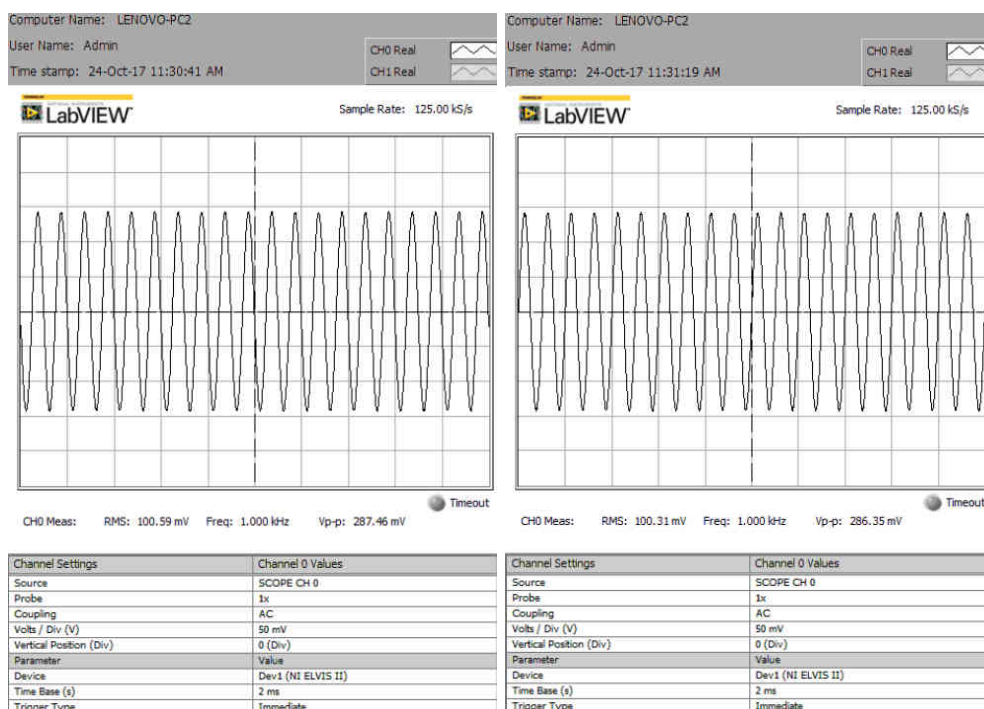 Computer Name: LENOVO-PC2
User Name: Admin
Time stamp: 24-Oct-17 11:30:41 AM
CH0 Real
CH1 Real
LabVIEW
Sample Rate: 125.00 kS/s
Timeout
CH0 Meas: RMS: 100.59 mV Freq: 1.000 kHz Vp-p: 287.46 mV
Channel Settings Channel 0 Values
Source SCOPE CH 0
Probe 1x
Coupling AC
Volts / Div (V) 50 mV
Vertical Position (Div) 0 (Div)
Parameter Value
Device Dev1 (NI ELVIS II)
Time Base (s) 2 ms
Trigger Type Immediate
Computer Name: LENOVO-PC2
User Name: Admin
Time stamp: 24-Oct-17 11:31:19 AM
CH0 Real
CH1 Real
LabVIEW
Sample Rate: 125.00 kS/s
Timeout
CH0 Meas: RMS: 100.31 mV Freq: 1.000 kHz Vp-p: 286.35 mV
Channel Settings Channel 0 Values
Source SCOPE CH 0
Probe 1x
Coupling AC
Volts / Div (V) 50 mV
Vertical Position (Div) 0 (Div)
Parameter Value
Device Dev1 (NI ELVIS II)
Time Base (s) 2 ms
Trigger Type Immediate